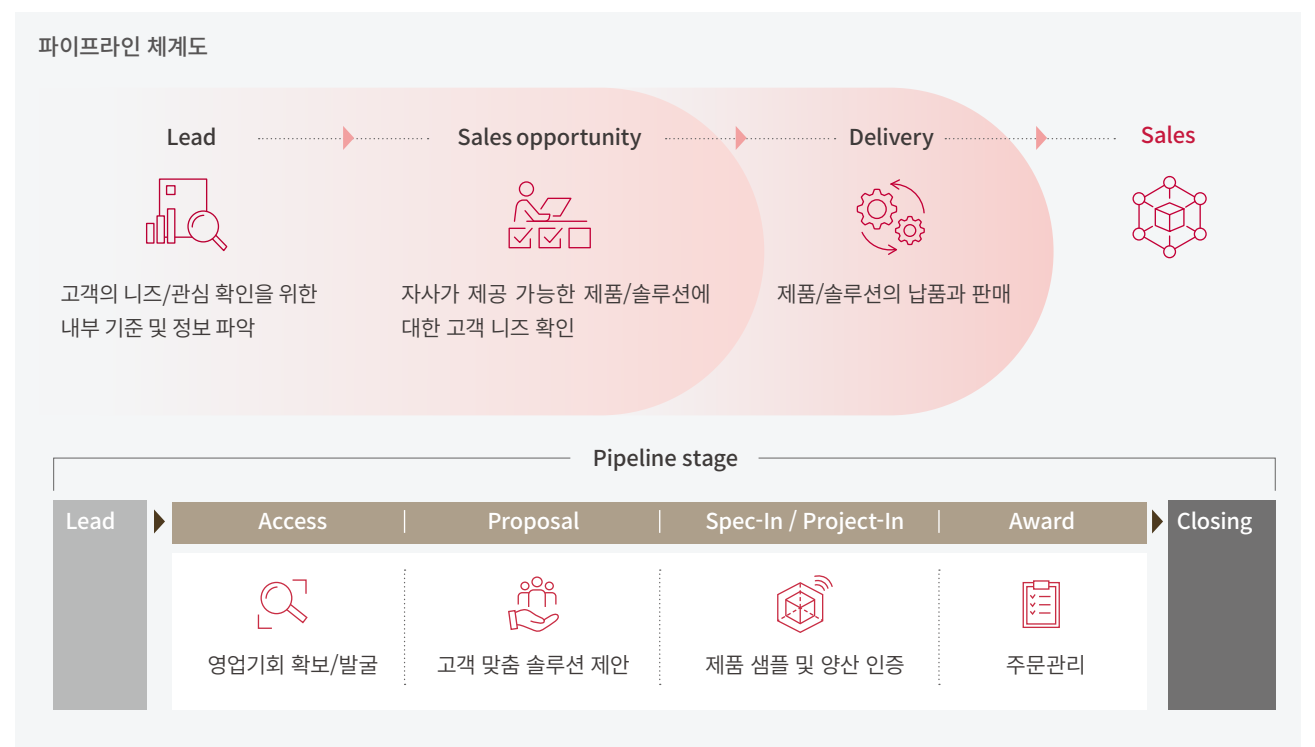 파이프라인 체계도
Lead
Sales opportunity
Delivery
Sales
고객의 니즈/관심 확인을 위한
내부 기준 및 정보 파악
자사가 제공 가능한 제품/솔루션에
대한 고객 니즈 확인
제품/솔루션의 납품과 판매
Pipeline stage
Lead
Access
Proposal
Spec-In / Project-In
Award
Closing
영업기회 확보/발굴
고객 맞춤 솔루션 제안
제품 샘플 및 양산 인증
주문관리